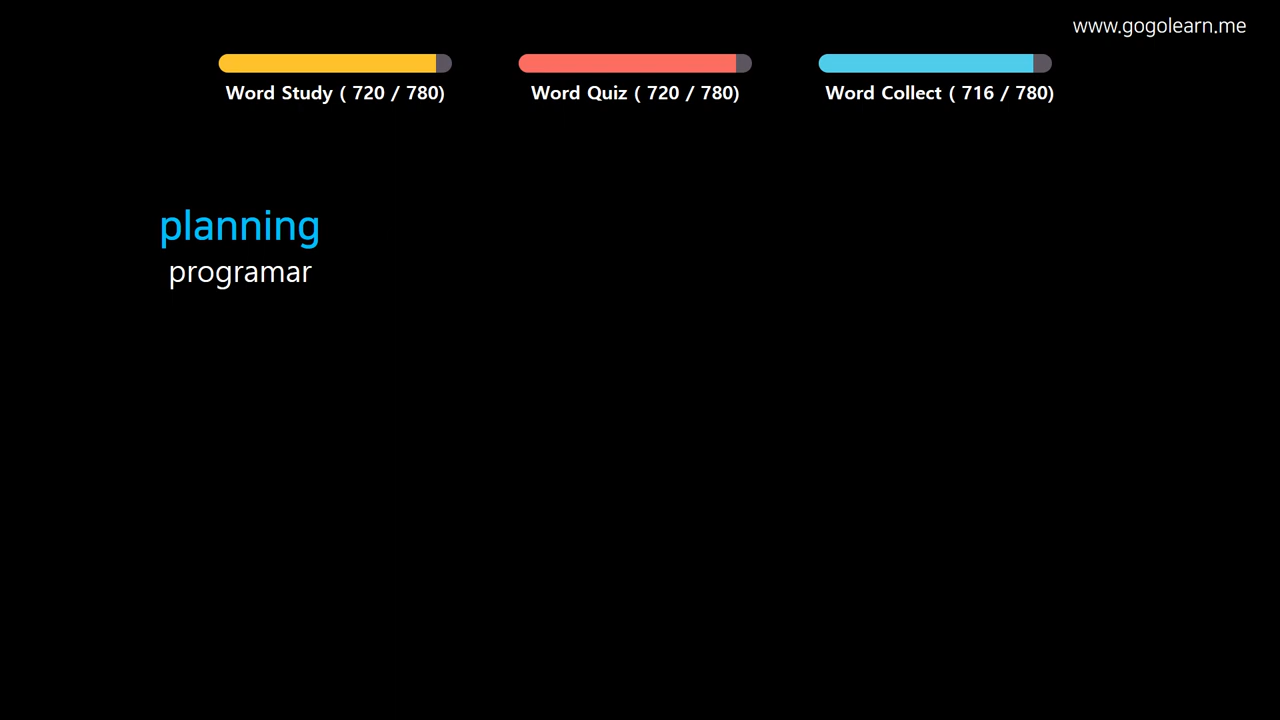 www.gogolearn.me
Word Study ( 720 / 780)
Word Quiz ( 720 / 780)
Word Collect ( 716 / 780)
planning
programar